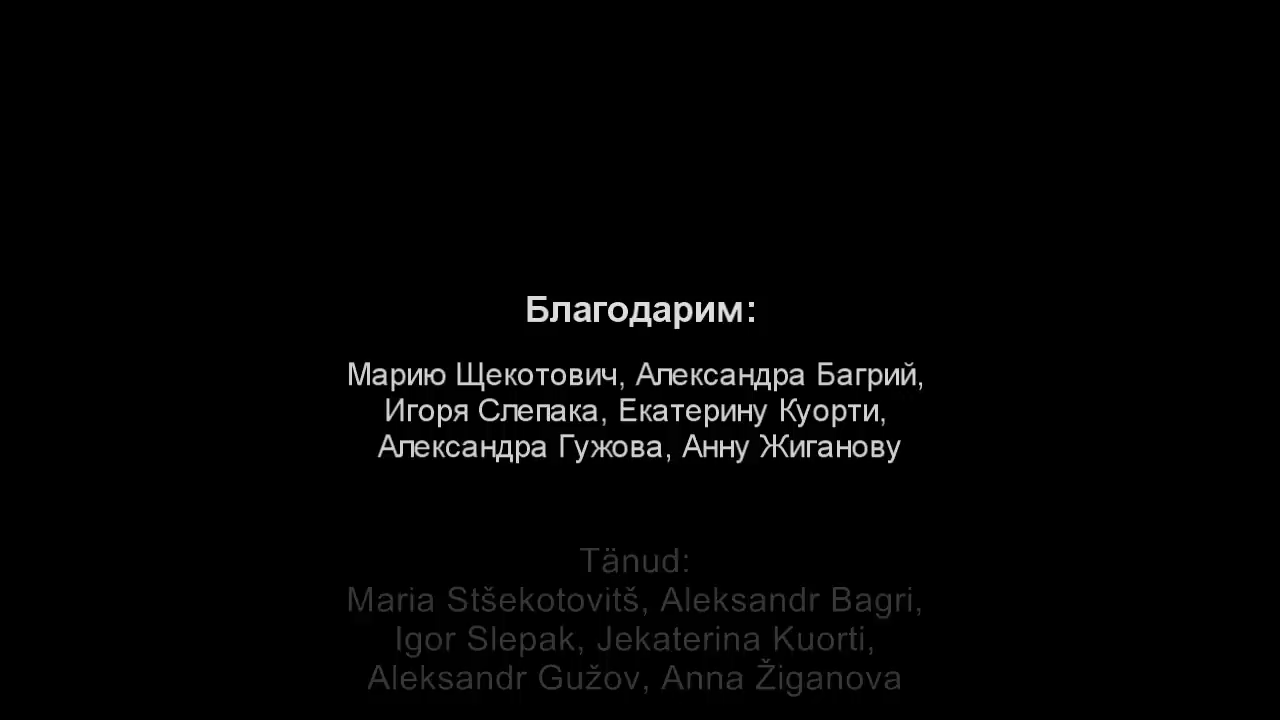 Благодарим:
Марию Щекотович, Александра Багрий,
Игоря Слепака, Екатерину Куорти,
Александра Гужова, Анну Жиганову
Tänud:
Maria Stšekotovitš, Aleksandr Bagri,
Igor Slepak, Jekaterina Kuorti,
Aleksandr Gužov, Anna Žiganova